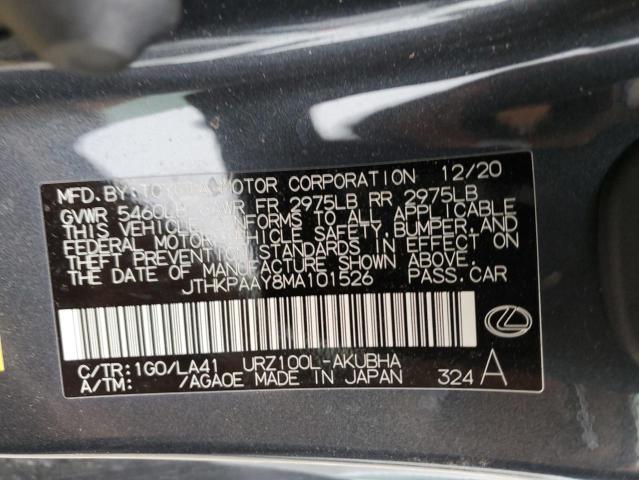 MFD. BY: TOYOTA MOTOR CORPORATION 12/20
GVWR 5460LB GAWR FR 2975LB RR 2975LB
THIS VEHICLE CONFORMS TO ALL APPLICABLE
FEDERAL MOTOR VEHICLE SAFETY, BUMPER, AND
THEFT PREVENTION STANDARDS IN EFFECT ON
THE DATE OF MANUFACTURE SHOWN ABOVE.
JTHKPAAY8MA101526 PASS. CAR
C/TR: 1G0/LA41 URZ100L-AKUBHA
A/TM: /AGA0E MADE IN JAPAN 324 A